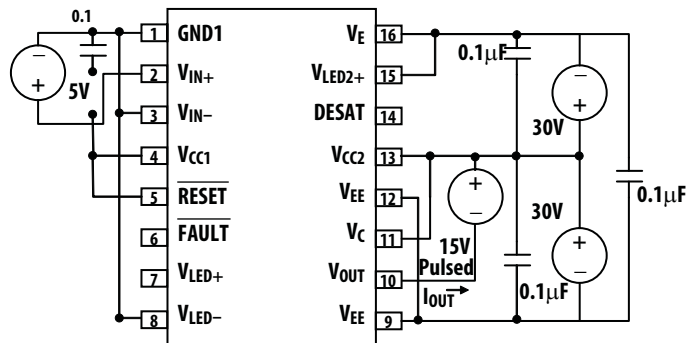 0.1
5V
1 GND1
2 VIN+
3 VIN-
4 VCC1
5 RESET
6 FAULT
7 VLED+
8 VLED-
VE 16
VLED2+ 15
DESAT 14
VCC2 13
VEE 12
VC 11
VOUT 10
VEE 9
0.1μF
30V
0.1μF
30V
15V
Pulsed
IOUT
0.1μF